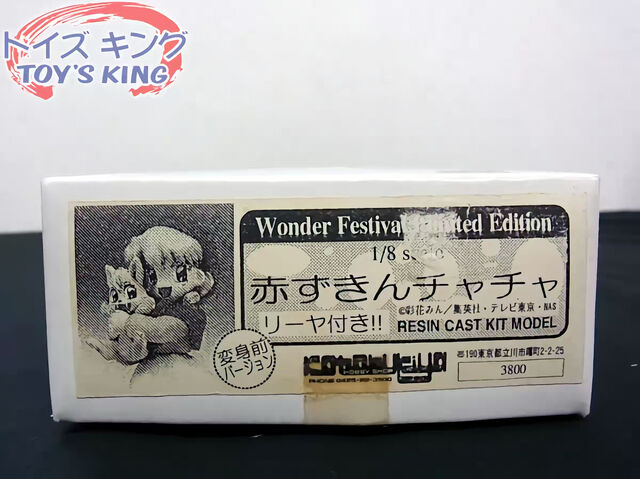 トイズ キング
TOY'S KING
Wonder Festival Limited Edition
1/8 scale
赤ずきんチャチャ
©彩花みん/集英社・テレビ東京・NAS
リーヤ付き!!
RESIN CAST KIT MODEL
変身前
バージョン
kotobukiya
HOBBY SHOP
〒190東京都立川市曙町2-2-25
3800